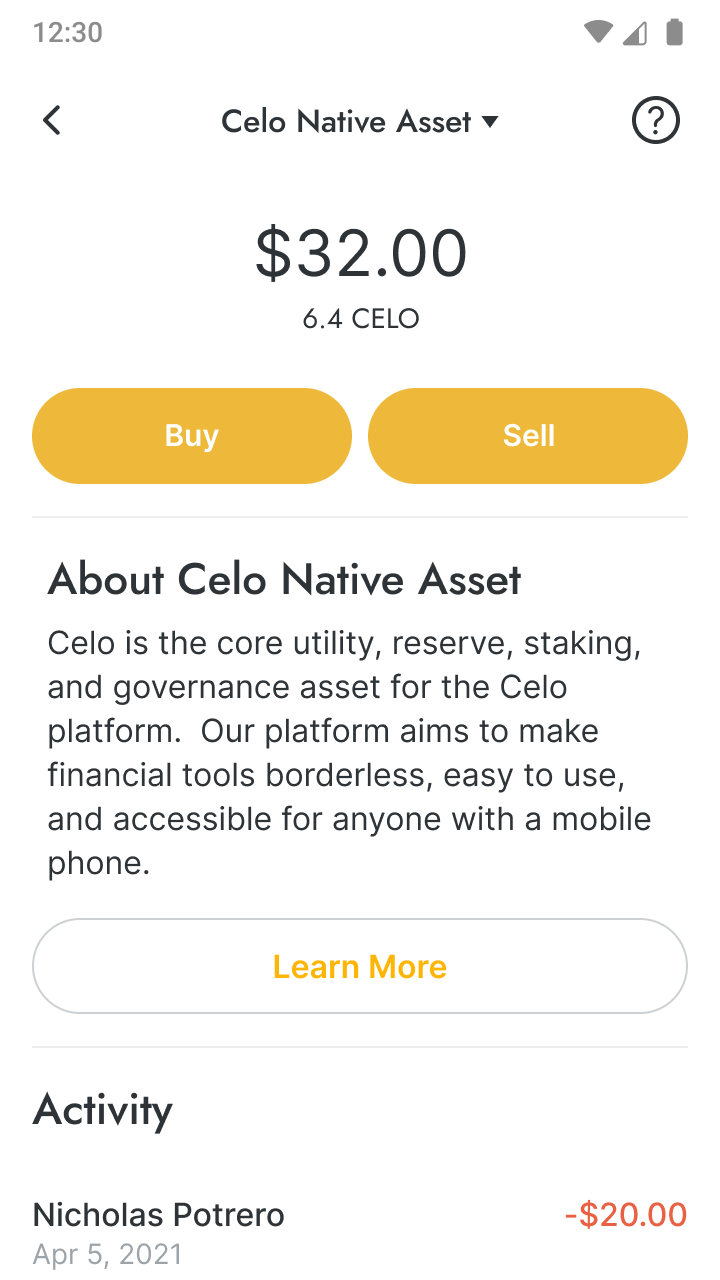 12:30
Celo Native Asset
$32.00
6.4 CELO
Buy
Sell
About Celo Native Asset
Celo is the core utility, reserve, staking,
and governance asset for the Celo
platform.  Our platform aims to make
financial tools borderless, easy to use,
and accessible for anyone with a mobile
phone.
Learn More
Activity
Nicholas Potrero
-$20.00
Apr 5, 2021